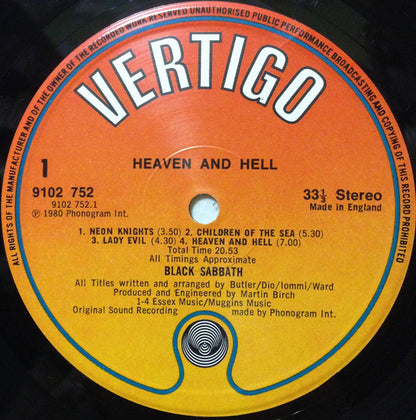 ALL RIGHTS OF THE MANUFACTURER AND OF THE OWNER OF THE RECORDED WORK RESERVED UNAUTHORISED PUBLIC PERFORMANCE BROADCASTING AND COPYING OF THIS RECORD PROHIBITED
VERTIGO
HEAVEN AND HELL
1
9102 752
9102 752.1
℗ 1980 Phonogram Int.
33⅓ Stereo
Made in England
1. NEON KNIGHTS (3.50) 2. CHILDREN OF THE SEA (5.30)
3. LADY EVIL (4.30) 4. HEAVEN AND HELL (7.00)
Total Time 20.53
All Timings Approximate
BLACK SABBATH
All Titles written and arranged by Butler/Dio/Iommi/Ward
Produced and Engineered by Martin Birch
1-4 Essex Music/Muggins Music
Original Sound Recording made by Phonogram Int.